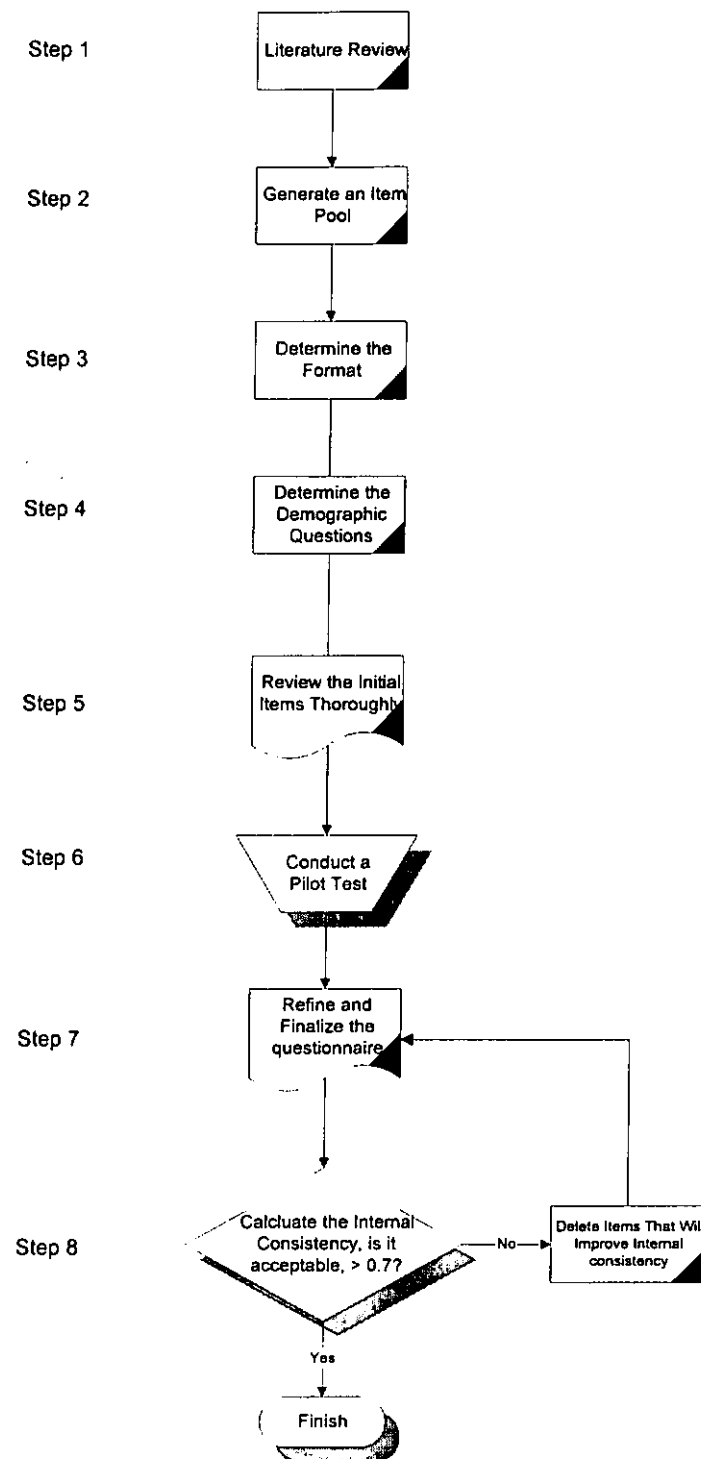 Step 1
Literature Review
Step 2
Generate an Item
Pool
Step 3
Determine the
Format
Step 4
Determine the
Demographic
Questions
Step 5
Review the Initial
Items Thoroughly
Step 6
Conduct a
Pilot Test
Step 7
Refine and
Finalize the
questionnaire
Step 8
Calcluate the Internal
Consistency, is it
acceptable, > 0.7?
No
Delete Items That Will
Improve Internal
consistency
Yes
Finish